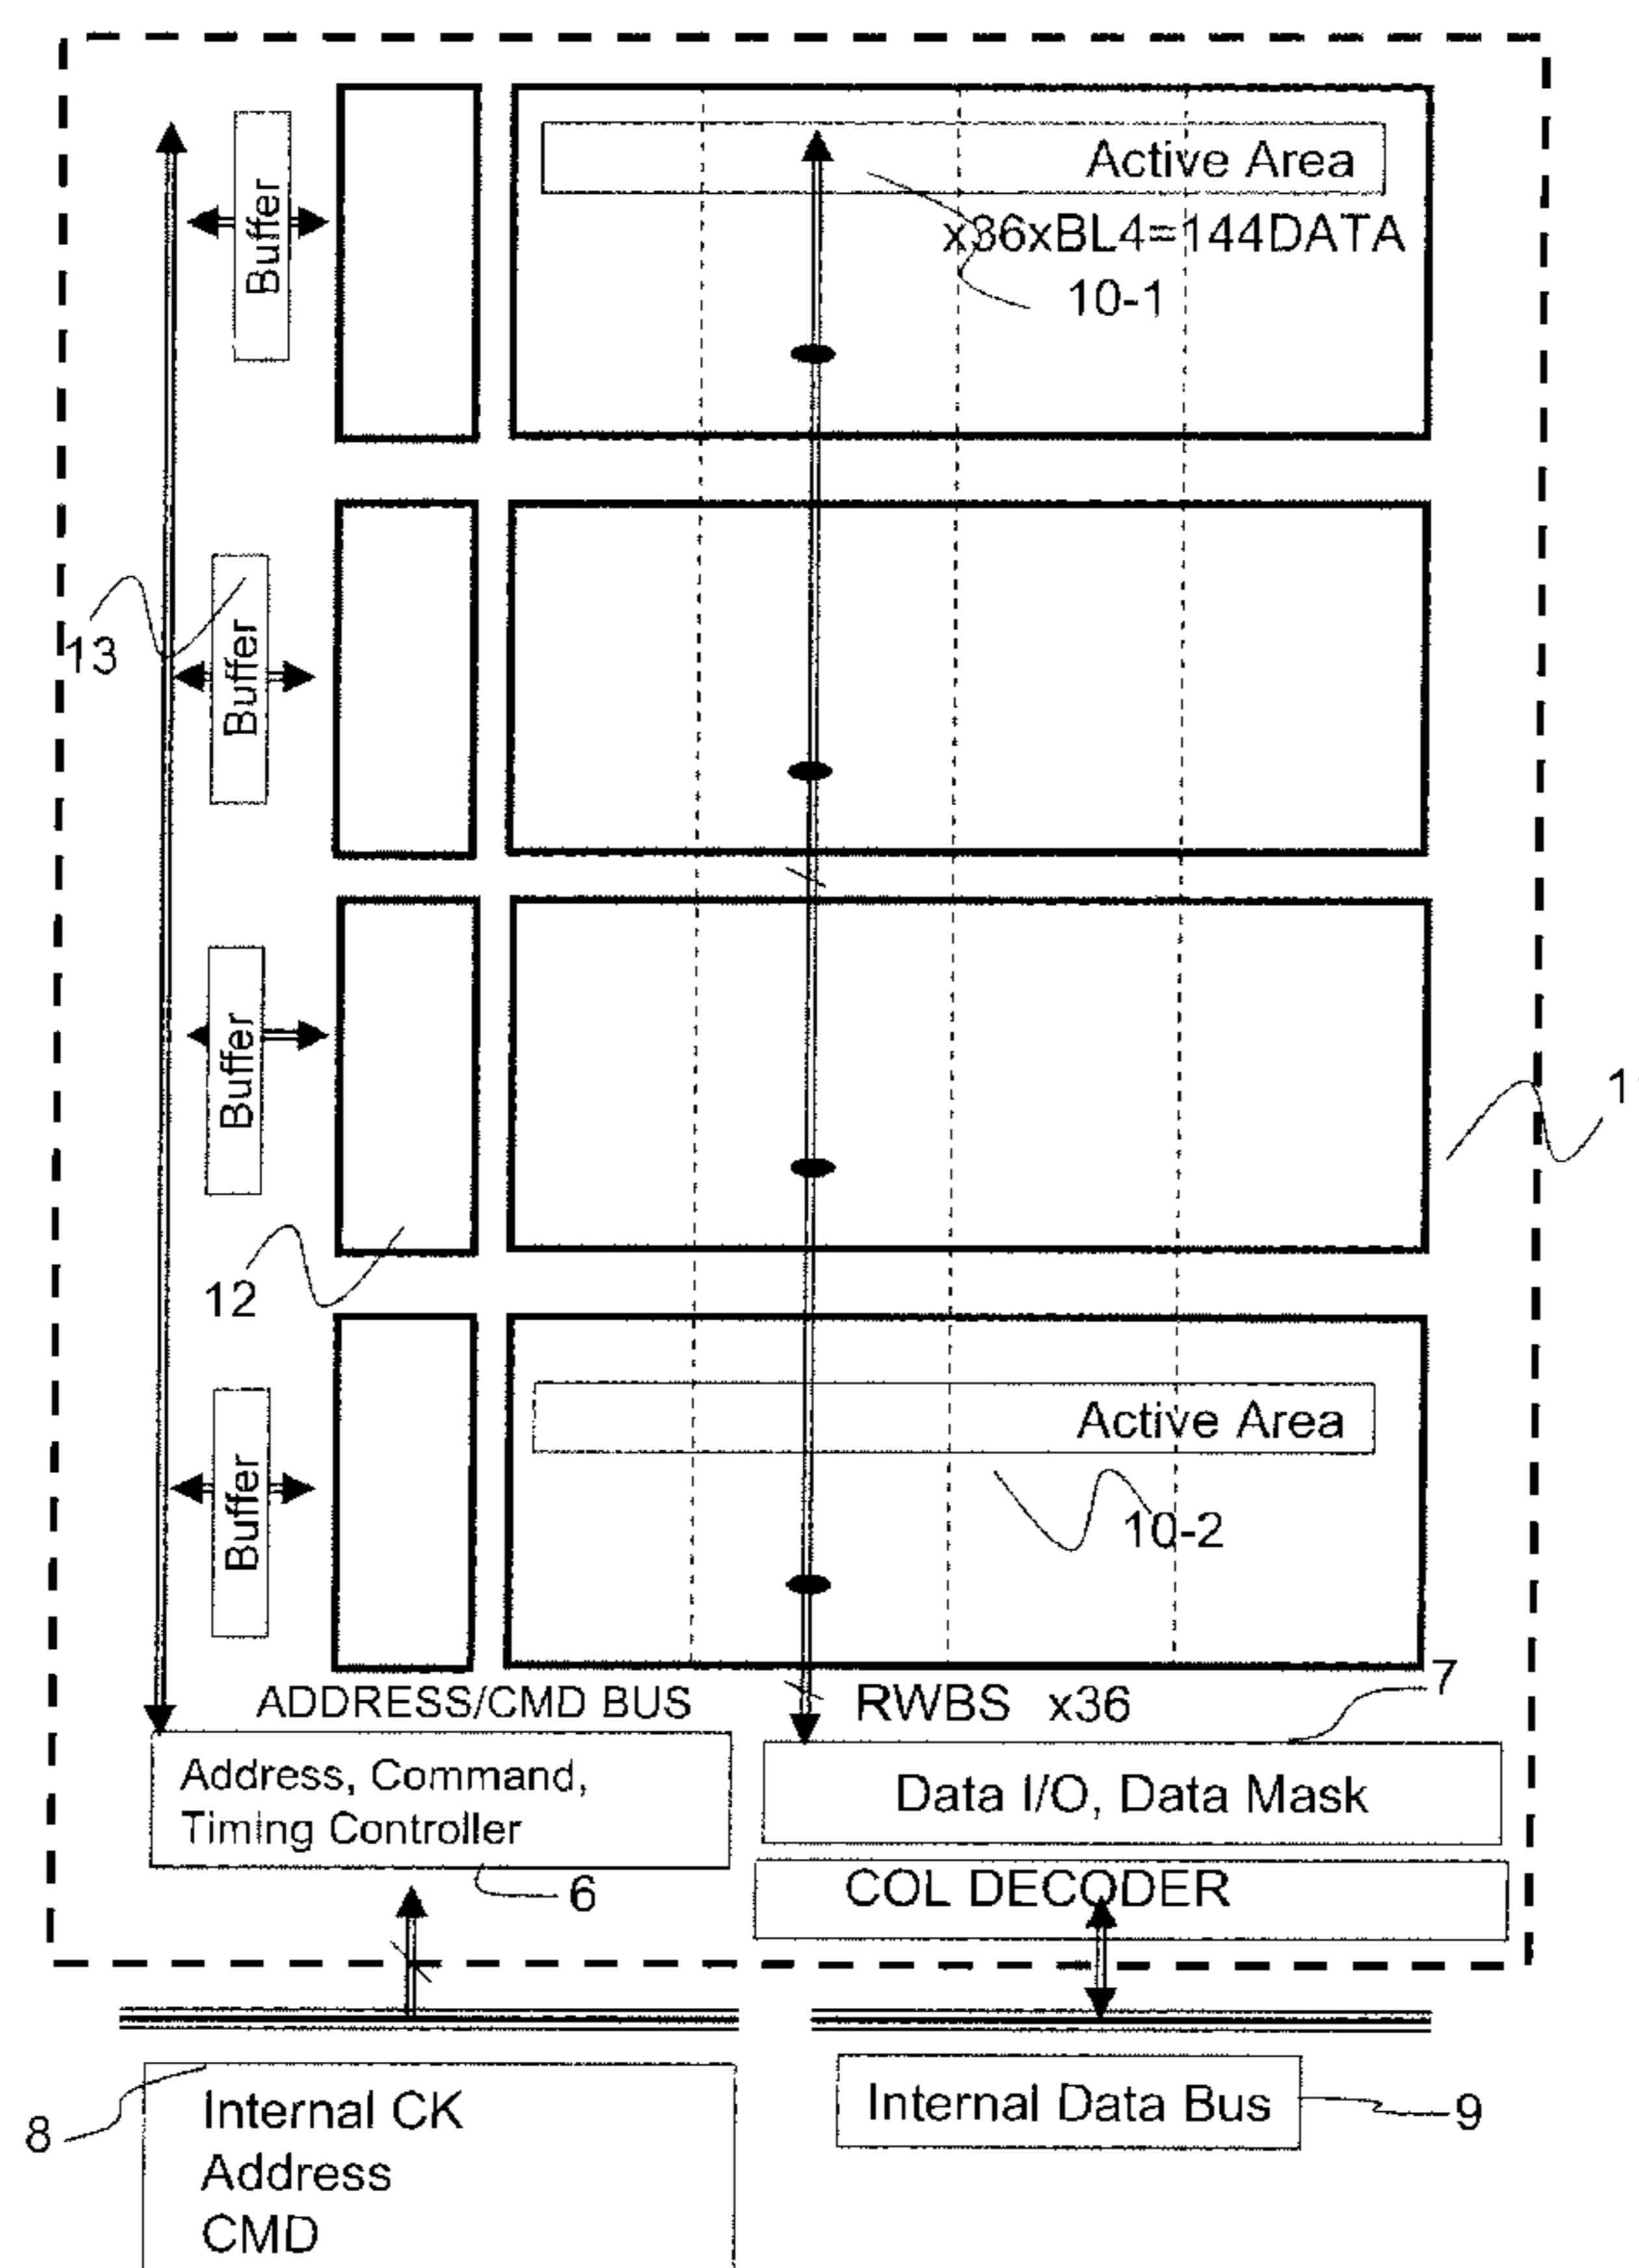 Buffer
Active Area
x36xBL4=144DATA
10-1
13
Buffer
Buffer
1
12
Active Area
10-2
Buffer
7
ADDRESS/CMD BUS
RWBS x36
Address, Command,
Timing Controller
Data I/O, Data Mask
6
COL DECODER
8
Internal CK
Address
CMD
Internal Data Bus
9